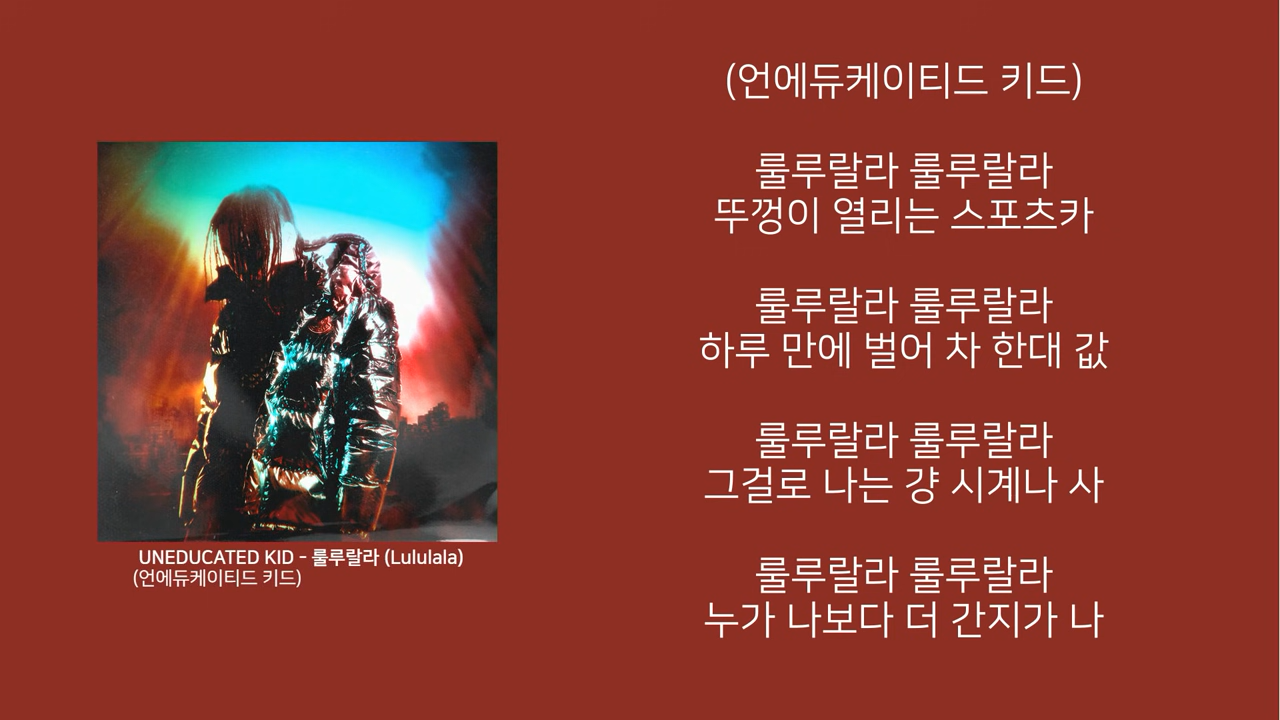 UNEDUCATED KID - 룰루랄라 (Lululala)
(언에듀케이티드 키드)
(언에듀케이티드 키드)
룰루랄라 룰루랄라
뚜껑이 열리는 스포츠카
룰루랄라 룰루랄라
하루 만에 벌어 차 한대 값
룰루랄라 룰루랄라
그걸로 나는 걍 시계나 사
룰루랄라 룰루랄라
누가 나보다 더 간지가 나